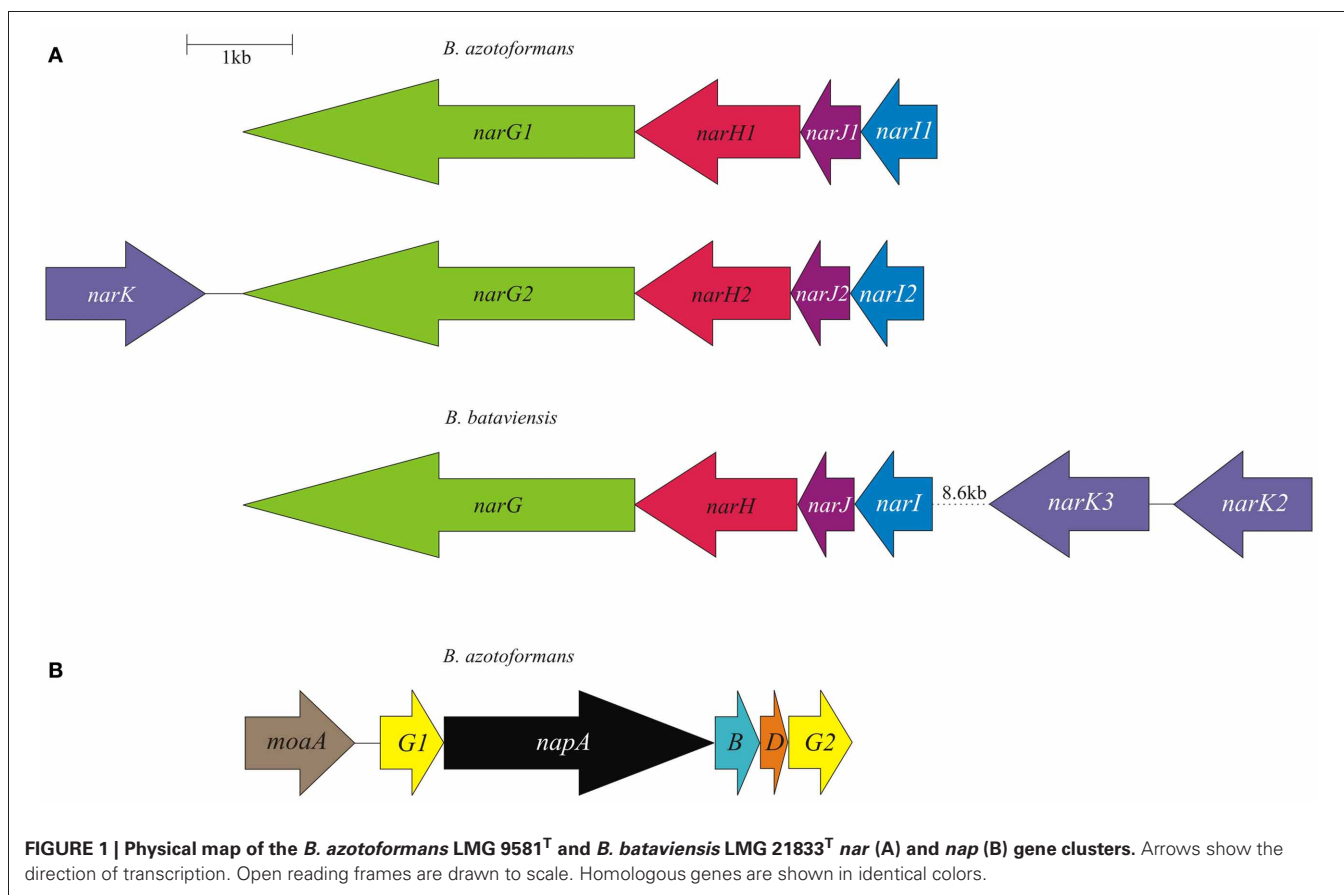 A
1kb
B. azotoformans
narG1 narH1 narJ1 narI1
narK narG2 narH2 narJ2 narI2
B. bataviensis
narG narH narJ narI 8.6kb narK3 narK2
B
B. azotoformans
moaA G1 napA B D G2
FIGURE 1 | Physical map of the B. azotoformans LMG 9581ᵀ and B. bataviensis LMG 21833ᵀ nar (A) and nap (B) gene clusters. Arrows show the
direction of transcription. Open reading frames are drawn to scale. Homologous genes are shown in identical colors.